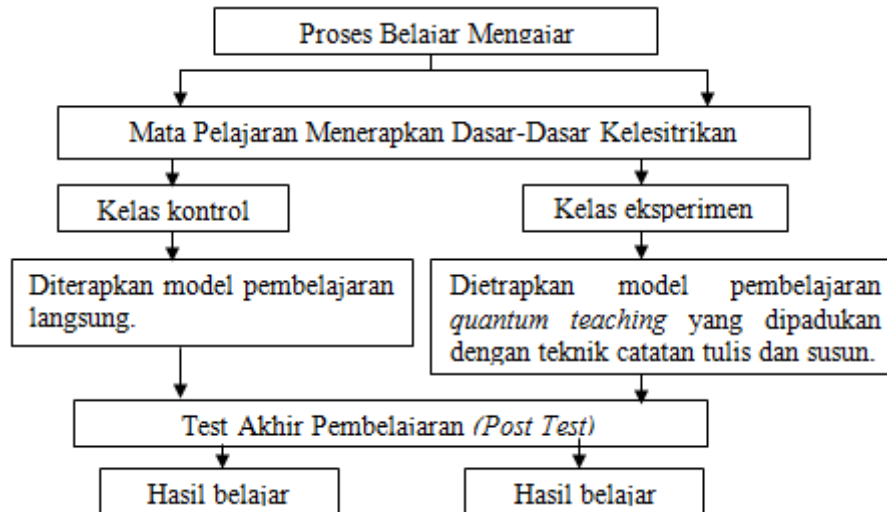 Proses Belajar Mengajar
Mata Pelajaran Menerapkan Dasar-Dasar Kelesitrikan
Kelas kontrol
Kelas eksperimen
Diterapkan model pembelajaran
langsung.
Dietrapkan model pembelajaran
quantum teaching yang dipadukan
dengan teknik catatan tulis dan susun.
Test Akhir Pembelajaran (Post Test)
Hasil belajar
Hasil belajar